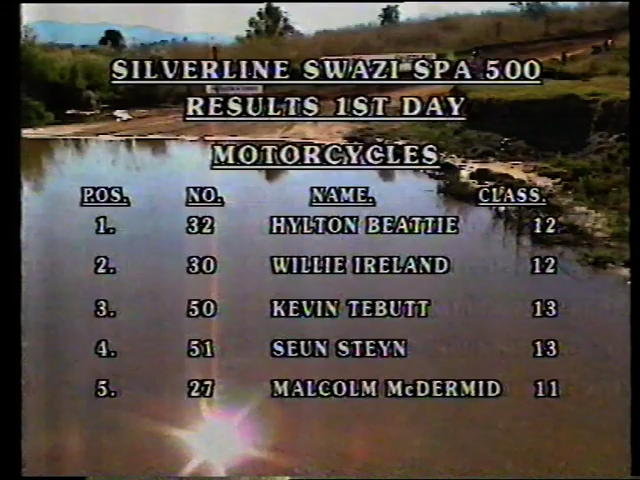 SILVERLINE SWAZI SPA 500
RESULTS 1ST DAY
MOTORCYCLES
POS. NO. NAME. CLASS.
1. 32 HYLTON BEATTIE 12
2. 30 WILLIE IRELAND 12
3. 50 KEVIN TEBUTT 13
4. 51 SEUN STEYN 13
5. 27 MALCOLM McDERMID 11